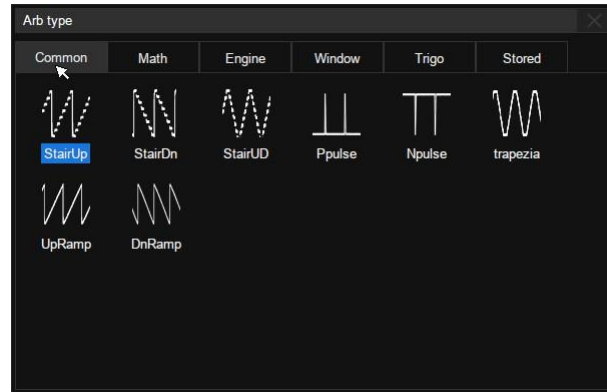 Arb type
Common Math Engine Window Trigo Stored
StairUp StairDn StairUD Ppulse Npulse trapezia
UpRamp DnRamp